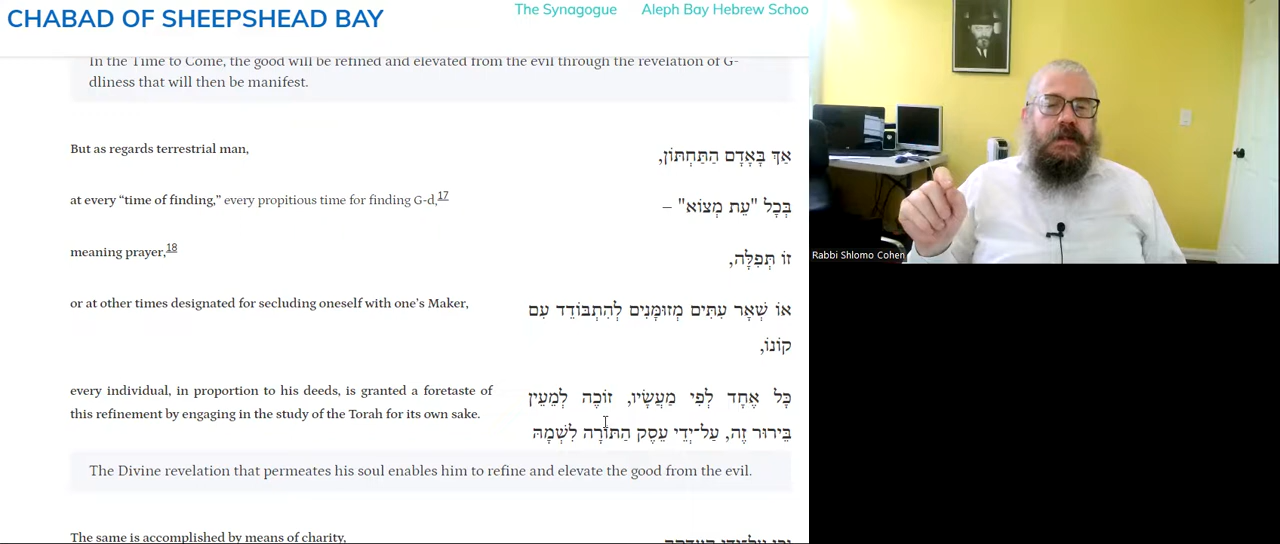 CHABAD OF SHEEPSHEAD BAY
The Synagogue Aleph Bay Hebrew Schoo
In the Time to Come, the good will be refined and elevated from the evil through the revelation of G-
dliness that will then be manifest.
But as regards terrestrial man,
אַךְ בָּאָדָם הַתַּחְתּוֹן,
at every “time of finding,” every propitious time for finding G-d,17
בְּכָל "עֵת מְצוֹא" –
meaning prayer,18
זוֹ תְּפִלָּה,
or at other times designated for secluding oneself with one’s Maker,
אוֹ שְׁאָר עִתִּים מְזוּמָּנִים לְהִתְבּוֹדֵד עִם
קוֹנוֹ,
every individual, in proportion to his deeds, is granted a foretaste of
this refinement by engaging in the study of the Torah for its own sake.
כָּל אֶחָד לְפִי מַעֲשָׂיו, זוֹכֶה לְמֵעֵין
בֵּירוּר זֶה, עַל־יְדֵי עֵסֶק הַתּוֹרָה לִשְׁמָהּ
The Divine revelation that permeates his soul enables him to refine and elevate the good from the evil.
The same is accomplished by means of charity,
Rabbi Shlomo Cohen